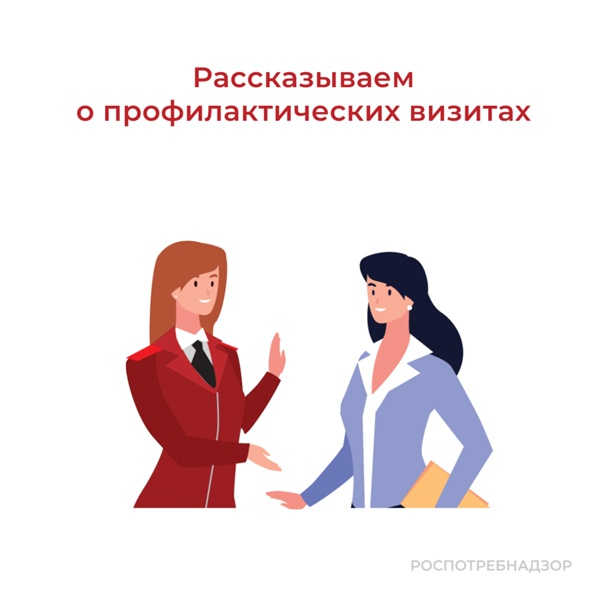 Рассказываем
о профилактических визитах
РОСПОТРЕБНАДЗОР